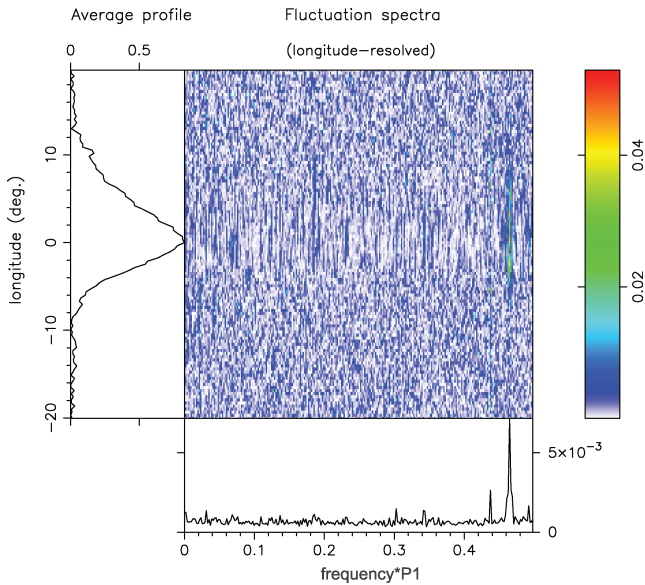 Average profile
Fluctuation spectra
0 0.5
(longitude-resolved)
longitude (deg.)
10
0
-10
-20
0.04
0.02
5×10⁻³
0
0 0.1 0.2 0.3 0.4
frequency*P1